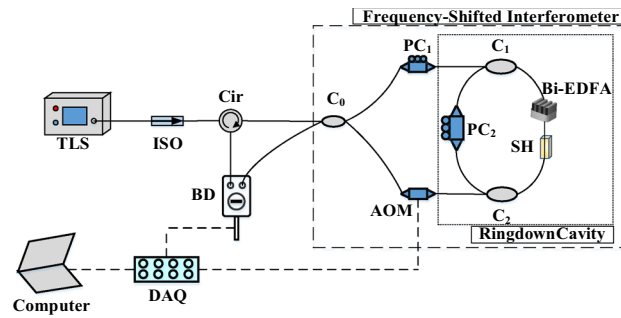 Frequency-Shifted Interferometer
PC1
C1
Bi-EDFA
Cir
C0
TLS
ISO
PC2
SH
BD
AOM
C2
RingdownCavity
DAQ
Computer